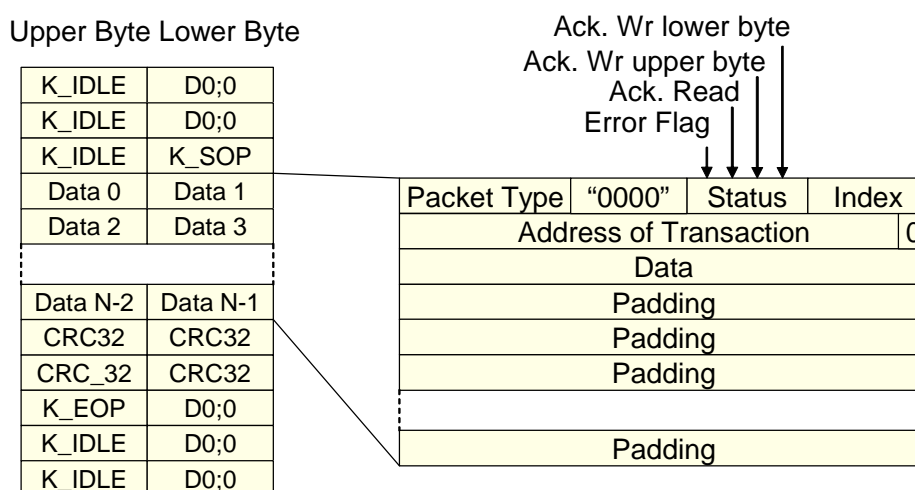 Upper Byte Lower Byte
K_IDLE D0;0
K_IDLE D0;0
K_IDLE K_SOP
Data 0 Data 1
Data 2 Data 3
Data N-2 Data N-1
CRC32 CRC32
CRC_32 CRC32
K_EOP D0;0
K_IDLE D0;0
K_IDLE D0;0
Ack. Wr lower byte
Ack. Wr upper byte
Ack. Read
Error Flag
Packet Type “0000” Status Index
Address of Transaction 0
Data
Padding
Padding
Padding
Padding